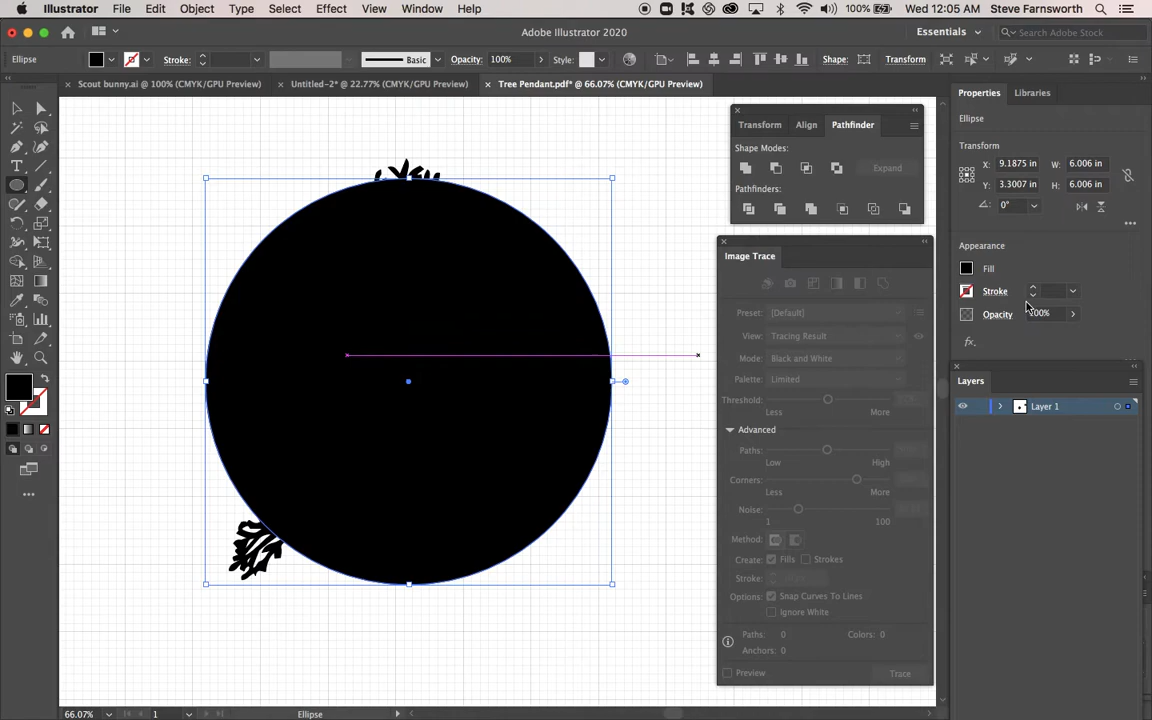 Illustrator File Edit Object Type Select Effect View Window Help 100% Wed 12:05 AM Steve Farnsworth
Adobe Illustrator 2020 Essentials Search Adobe Stock
Ellipse Stroke: Basic Opacity: 100% Style: Shape: Transform
Scout bunny.ai @ 100% (CMYK/GPU Preview) Untitled-2* @ 22.77% (CMYK/GPU Preview) Tree Pendant.pdf* @ 66.07% (CMYK/GPU Preview)
Properties Libraries
Ellipse
Transform
X: 9.1875 in W: 6.006 in
Y: 3.3007 in H: 6.006 in
0°
Appearance
Fill
Stroke
Opacity 100%
fx.
Transform Align Pathfinder
Shape Modes:
Expand
Pathfinders:
Image Trace
Preset: [Default]
View: Tracing Result
Mode: Black and White
Palette: Limited
Threshold:
Less More
Advanced
Paths:
Low High
Corners:
Less More
Noise:
1 100
Method:
Create: Fills Strokes
Stroke:
Options: Snap Curves To Lines
Ignore White
Paths: 0 Colors: 0
Anchors: 0
Preview Trace
Layers
Layer 1
66.07% 1 Ellipse